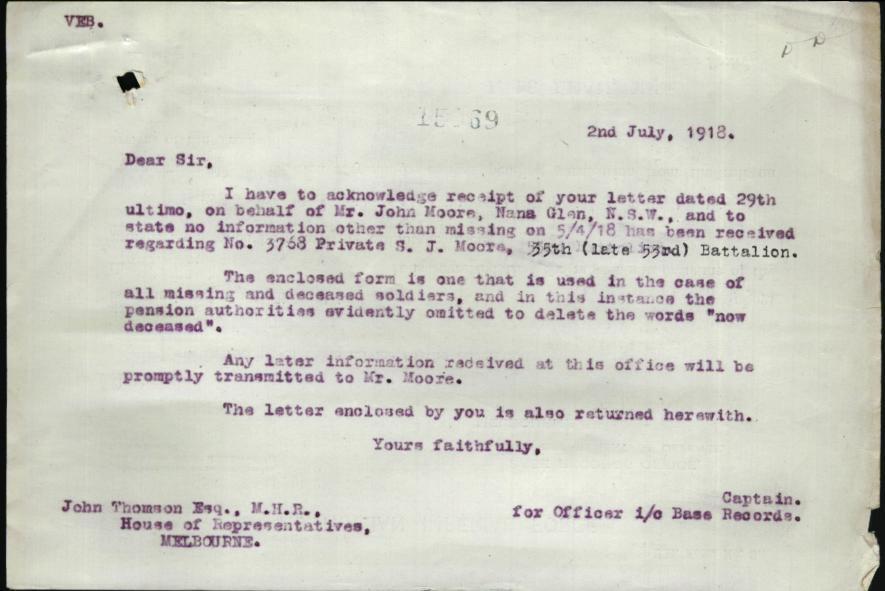 VEB.
2nd July, 1918.
Dear Sir,
I have to acknowledge receipt of your letter dated 29th
ultimo, on behalf of Mr. John Moore, Nana Glen, N.S.W., and to
state no information other than missing on 5/4/18 has been received
regarding No. 3768 Private S. J. Moore, 35th (late 53rd) Battalion.
The enclosed form is one that is used in the case of
all missing and deceased soldiers, and in this instance the
pension authorities evidently omitted to delete the words "now
deceased".
Any later information received at this office will be
promptly transmitted to Mr. Moore.
The letter enclosed by you is also returned herewith.
Yours faithfully,
Captain.
for Officer i/c Base Records.
John Thomson Esq., M.H.R.,
House of Representatives,
MELBOURNE.